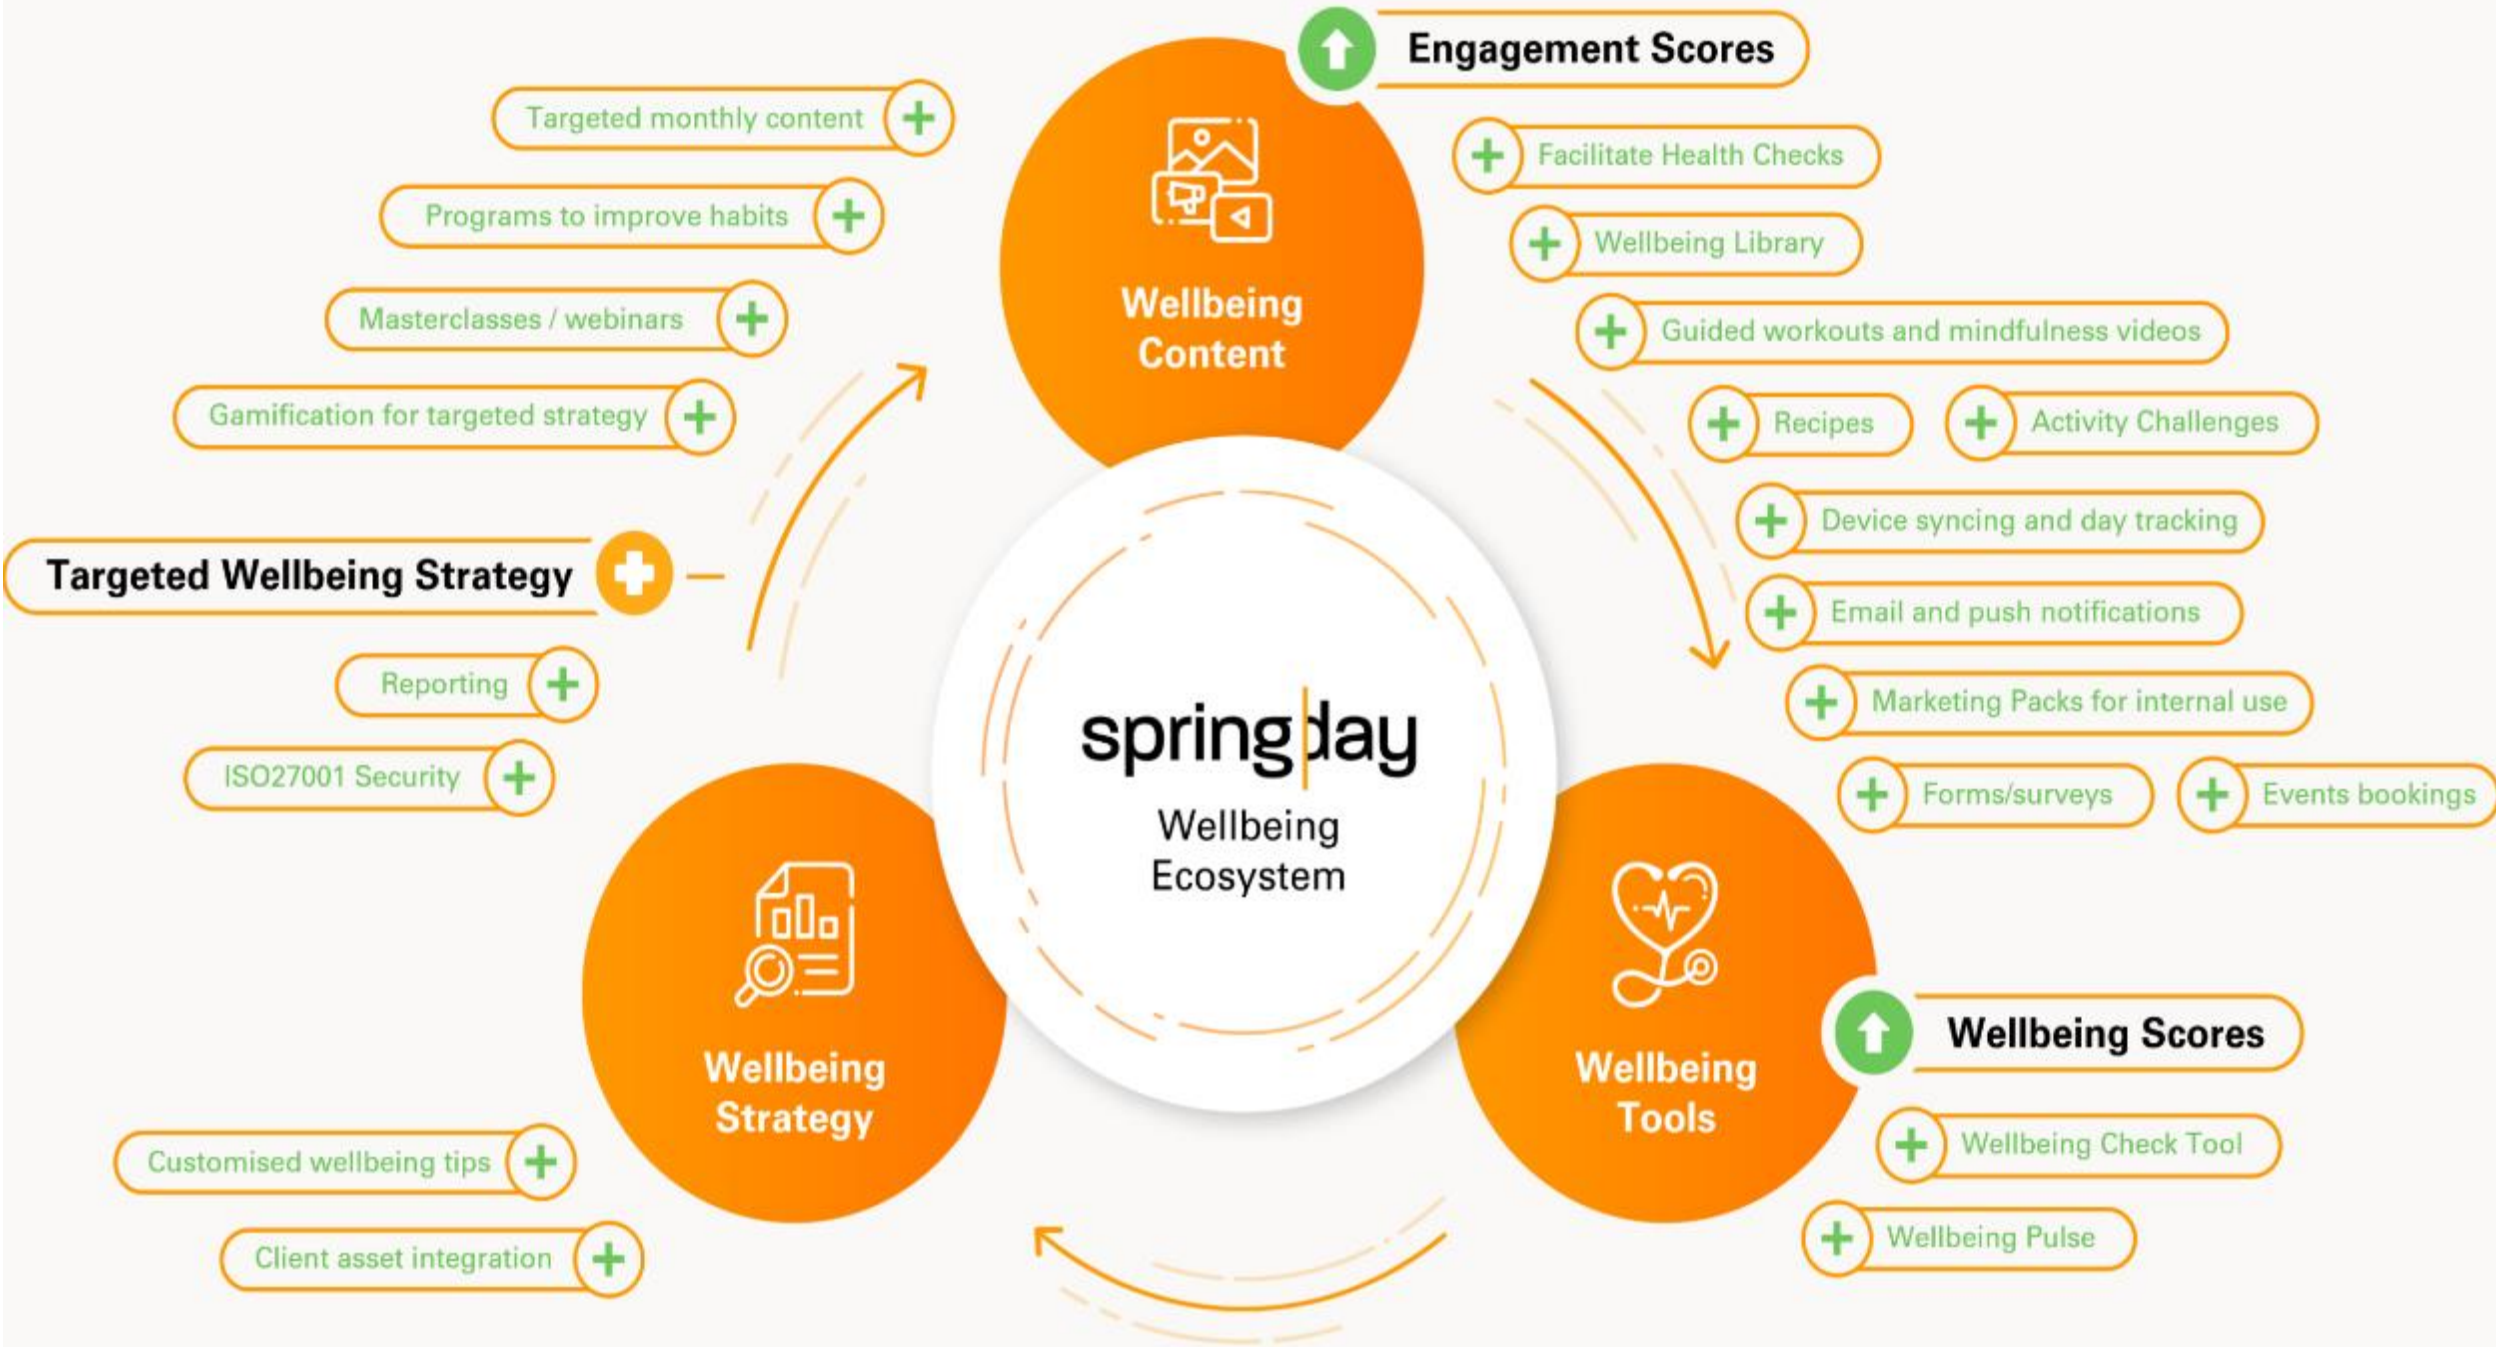 Engagement Scores
Targeted monthly content
Facilitate Health Checks
Programs to improve habits
Wellbeing Library
Wellbeing
Content
Masterclasses / webinars
Guided workouts and mindfulness videos
Gamification for targeted strategy
Recipes
Activity Challenges
Device syncing and day tracking
Targeted Wellbeing Strategy
Email and push notifications
Reporting
Marketing Packs for internal use
ISO27001 Security
Forms/surveys
Events bookings
springday
Wellbeing
Ecosystem
Wellbeing
Strategy
Wellbeing
Tools
Wellbeing Scores
Customised wellbeing tips
Wellbeing Check Tool
Client asset integration
Wellbeing Pulse